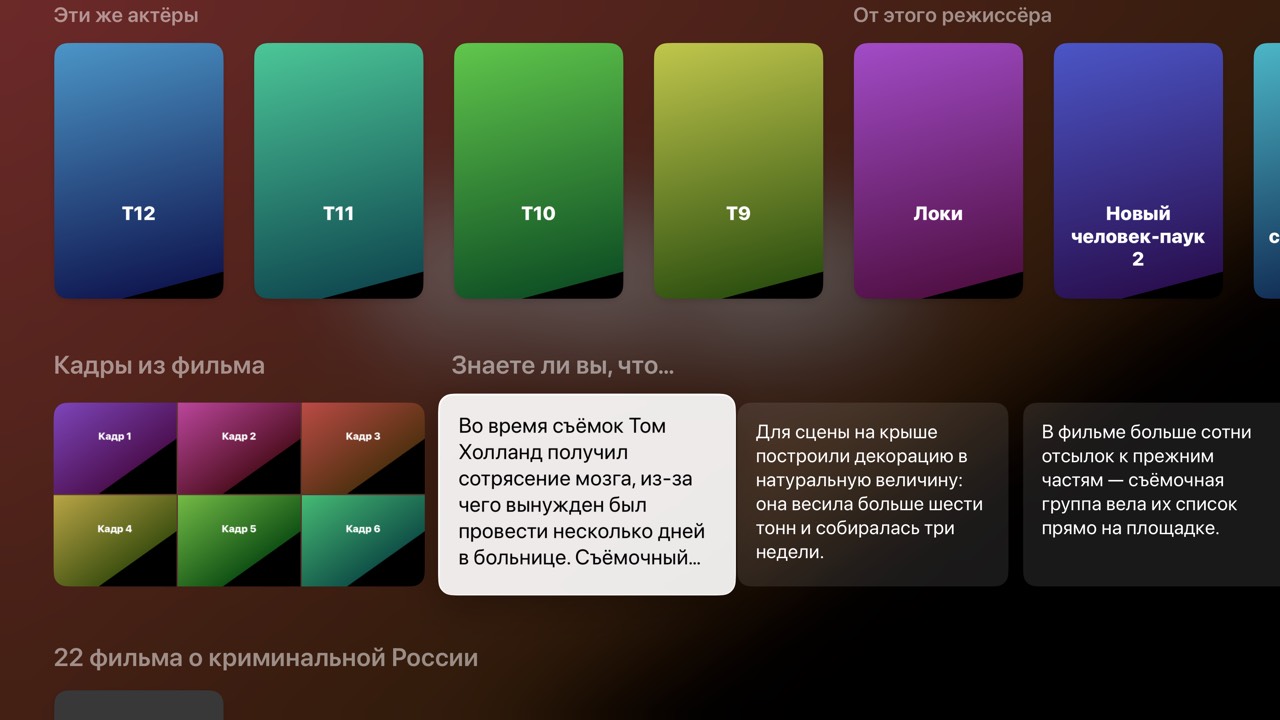 Эти же актёры
От этого режиссёра
T12
T11
T10
T9
Локи
Новый
человек-паук
2
Кадры из фильма
Знаете ли вы, что…
Кадр 1
Кадр 2
Кадр 3
Кадр 4
Кадр 5
Кадр 6
Во время съёмок Том
Холланд получил
сотрясение мозга, из-за
чего вынужден был
провести несколько дней
в больнице. Съёмочный…
Для сцены на крыше
построили декорацию в
натуральную величину:
она весила больше шести
тонн и собиралась три
недели.
В фильме больше сотни
отсылок к прежним
частям — съёмочная
группа вела их список
прямо на площадке.
22 фильма о криминальной России